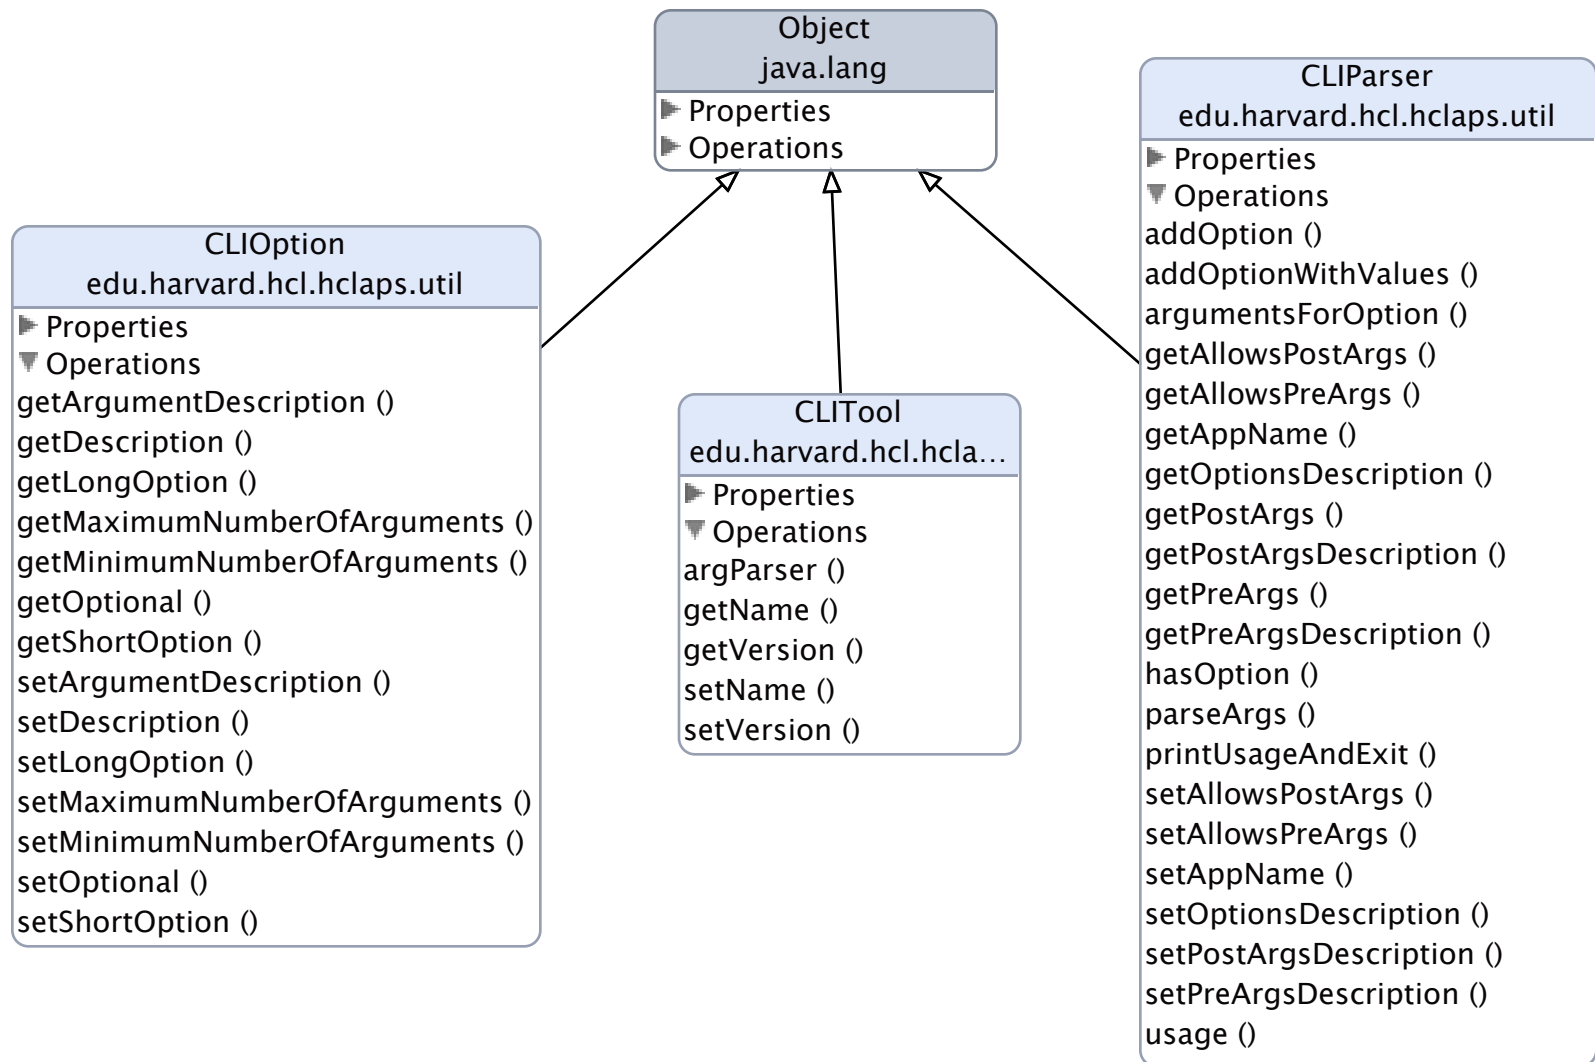 Object
java.lang
Properties
Operations
CLIOption
edu.harvard.hcl.hclaps.util
Properties
Operations
getArgumentDescription ()
getDescription ()
getLongOption ()
getMaximumNumberOfArguments ()
getMinimumNumberOfArguments ()
getOptional ()
getShortOption ()
setArgumentDescription ()
setDescription ()
setLongOption ()
setMaximumNumberOfArguments ()
setMinimumNumberOfArguments ()
setOptional ()
setShortOption ()
CLITool
edu.harvard.hcl.hcla...
Properties
Operations
argParser ()
getName ()
getVersion ()
setName ()
setVersion ()
CLIParser
edu.harvard.hcl.hclaps.util
Properties
Operations
addOption ()
addOptionWithValues ()
argumentsForOption ()
getAllowsPostArgs ()
getAllowsPreArgs ()
getAppName ()
getOptionsDescription ()
getPostArgs ()
getPostArgsDescription ()
getPreArgs ()
getPreArgsDescription ()
hasOption ()
parseArgs ()
printUsageAndExit ()
setAllowsPostArgs ()
setAllowsPreArgs ()
setAppName ()
setOptionsDescription ()
setPostArgsDescription ()
setPreArgsDescription ()
usage ()